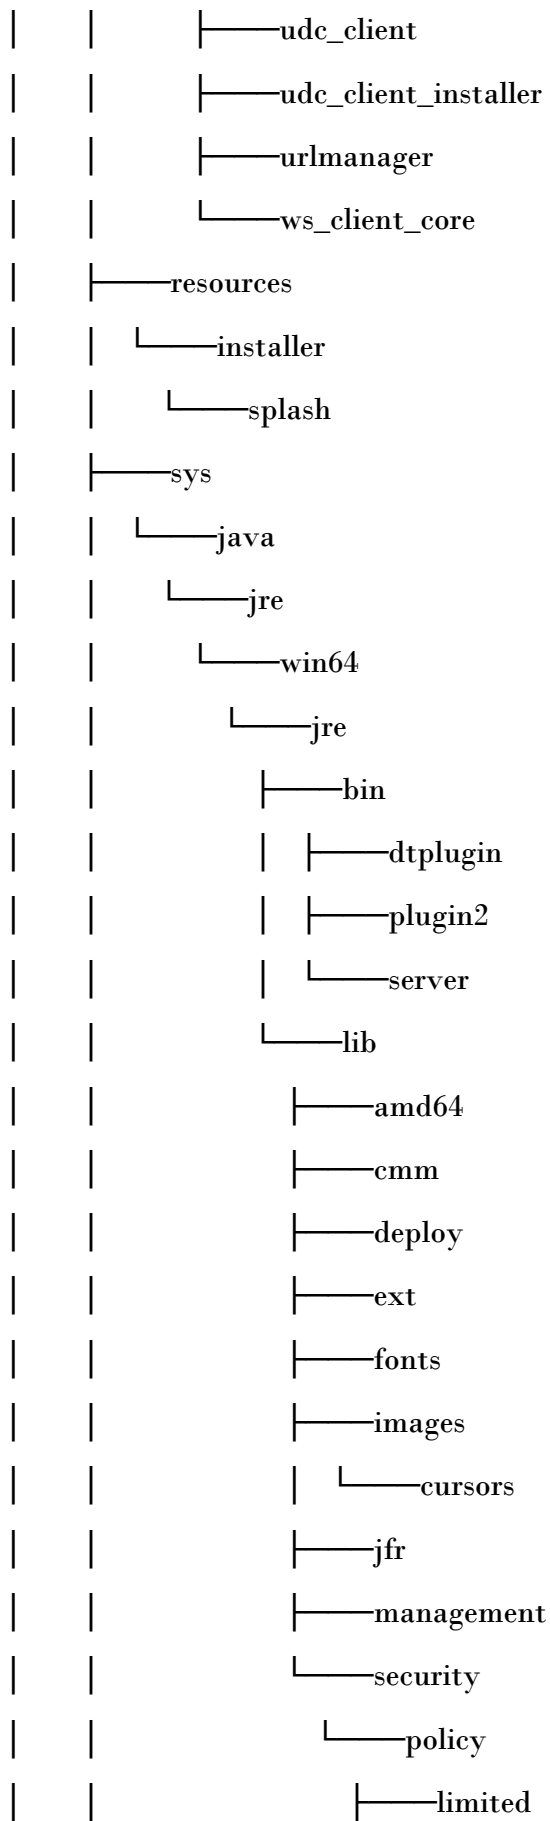 │ │ ├───udc_client
│ │ ├───udc_client_installer
│ │ ├───urlmanager
│ │ └───ws_client_core
│ ├───resources
│ │ └───installer
│ │ └───splash
│ ├───sys
│ │ └───java
│ │ └───jre
│ │ └───win64
│ │ └───jre
│ │ ├───bin
│ │ │ ├───dtplugin
│ │ │ ├───plugin2
│ │ │ └───server
│ │ └───lib
│ │ ├───amd64
│ │ ├───cmm
│ │ ├───deploy
│ │ ├───ext
│ │ ├───fonts
│ │ ├───images
│ │ │ └───cursors
│ │ ├───jfr
│ │ ├───management
│ │ └───security
│ │ └───policy
│ │ ├───limited